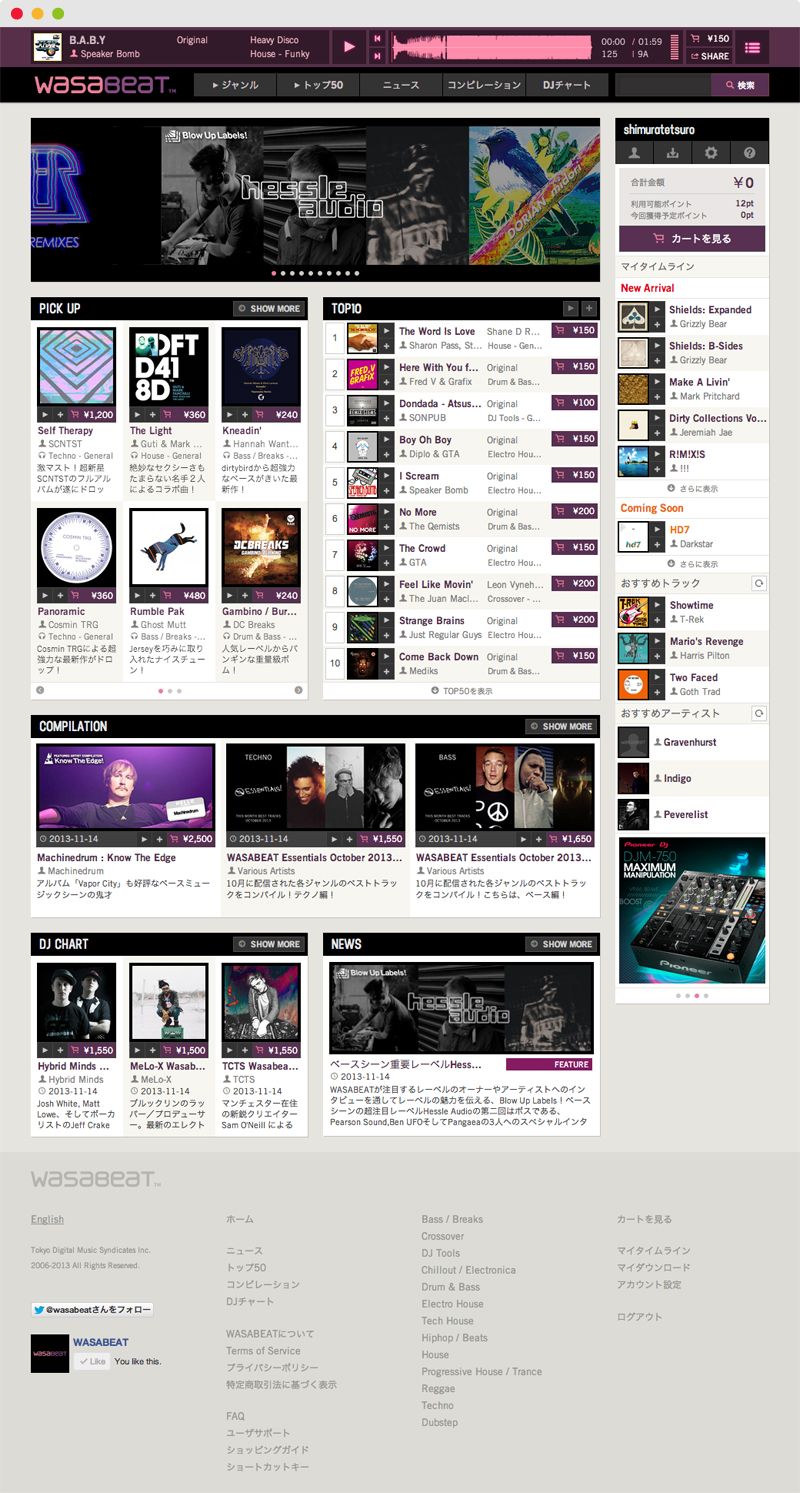 B.A.B.Y
Speaker Bomb
Original
Heavy Disco
House - Funky
00:00 / 01:59
125 | 9A
¥150
SHARE
WASABEAT™
ジャンル
トップ50
ニュース
コンピレーション
DJチャート
検索
REMIXES
Blow Up Labels!
hessle audio
DORIAN
shimuratetsuro
合計金額 ¥0
利用可能ポイント 12pt
今回獲得予定ポイント 0pt
カートを見る
マイタイムライン
New Arrival
Shields: Expanded
Grizzly Bear
Shields: B-Sides
Grizzly Bear
Make A Livin'
Mark Pritchard
Dirty Collections Vo...
Jeremiah Jae
R!M!X!S
!!!
さらに表示
Coming Soon
hd7
HD7
Darkstar
さらに表示
おすすめトラック
Showtime
T-Rek
Mario's Revenge
Harris Pilton
Two Faced
Goth Trad
おすすめアーティスト
Gravenhurst
Indigo
Peverelist
Pioneer Dj
DJM-750
MAXIMUM
MANIPULATION
BOOST
Pioneer
PICK UP
SHOW MORE
¥1,200
Self Therapy
SCNTST
Techno - General
激マスト！超新星
SCNTSTのフルアル
バムが遂にドロッ
¥360
The Light
Guti & Mark ...
House - General
絶妙なセクシーさも
たまらない名手２人
によるコラボ曲！
¥240
Kneadin'
Hannah Want...
Bass / Breaks -...
dirtybirdから超強力
なベースがきいた最
新作！
COSMIN TRG
¥360
Panoramic
Cosmin TRG
Techno - General
Cosmin TRGによる超
強力な最新作がドロ
ップ！
¥480
Rumble Pak
Ghost Mutt
Bass / Breaks -...
Jerseyを巧みに取り
入れたナイスチュー
ン！
DCBREAKS
¥240
Gambino / Bur...
DC Breaks
Drum & Bass -...
人気レーベルからパ
ンギンな重量級ボ
ム！
TOP10
1
The Word Is Love
Sharon Pass, St...
Shane D R...
House - Gen...
¥150
2
FRED V GRAFIX
Here With You f...
Fred V & Grafix
Original
Drum & Bas...
¥150
3
Dondada - Atsus...
SONPUB
Original
DJ Tools - G...
¥100
4
Boy Oh Boy
Diplo & GTA
Original
Electro Hou...
¥150
5
I Scream
Speaker Bomb
Original
Electro Hou...
¥150
6
NO MORE
No More
The Qemists
Original
Drum & Bas...
¥200
7
The Crowd
GTA
Original
Electro Hou...
¥150
8
Feel Like Movin'
The Juan Macl...
Leon Vyneh...
Crossover - ...
¥200
9
Strange Brains
Just Regular Guys
Original
Electro Hou...
¥200
10
Come Back Down
Mediks
Original
Drum & Bas...
¥150
TOP50を表示
COMPILATION
SHOW MORE
FEATURED ARTIST COMPILATION
Know The Edge!
Machinedrum
2013-11-14
¥2,500
Machinedrum : Know The Edge
Machinedrum
アルバム「Vapor City」も好評なベースミュー
ジックシーンの鬼才
TECHNO
ESSENTIALS!
THIS MONTH BEST TRACKS
OCTOBER 2013
2013-11-14
¥1,550
WASABEAT Essentials October 2013...
Various Artists
10月に配信された各ジャンルのベストトラッ
クをコンパイル！テクノ編！
BASS
ESSENTIALS!
THIS MONTH BEST TRACKS
OCTOBER 2013
2013-11-14
¥1,650
WASABEAT Essentials October 2013...
Various Artists
10月に配信された各ジャンルのベストトラッ
クをコンパイル！こちらは、ベース編！
DJ CHART
SHOW MORE
¥1,550
Hybrid Minds ...
Hybrid Minds
2013-11-14
Josh White, Matt
Lowe、そしてボーカ
リストのJeff Crake
¥1,500
MeLo-X Wasab...
MeLo-X
2013-11-14
ブルックリンのラッ
パー／プロデューサ
ー。最新のエレクト
¥1,550
TCTS Wasabea...
TCTS
2013-11-14
マンチェスター在住
の新鋭クリエイター
Sam O'Neill による
NEWS
SHOW MORE
Blow Up Labels!
hessle audio
ベースシーン重要レーベルHess...
FEATURE
2013-11-14
WASABEATが注目するレーベルのオーナーやアーティストへのイン
タビューを通してレーベルの魅力を伝える、Blow Up Labels！ベース
シーンの超注目レーベルHessle Audioの第二回はボスである、
Pearson Sound,Ben UFOそしてPangaeaの3人へのスペシャルインタ
WASABEAT™
English
Tokyo Digital Music Syndicates Inc.
2006-2013 All Rights Reserved.
@wasabeatさんをフォロー
WASABEAT
WASABEAT
Like
You like this.
ホーム
ニュース
トップ50
コンピレーション
DJチャート
WASABEATについて
Terms of Service
プライバシーポリシー
特定商取引法に基づく表示
FAQ
ユーザサポート
ショッピングガイド
ショートカットキー
Bass / Breaks
Crossover
DJ Tools
Chillout / Electronica
Drum & Bass
Electro House
Tech House
Hiphop / Beats
House
Progressive House / Trance
Reggae
Techno
Dubstep
カートを見る
マイタイムライン
マイダウンロード
アカウント設定
ログアウト